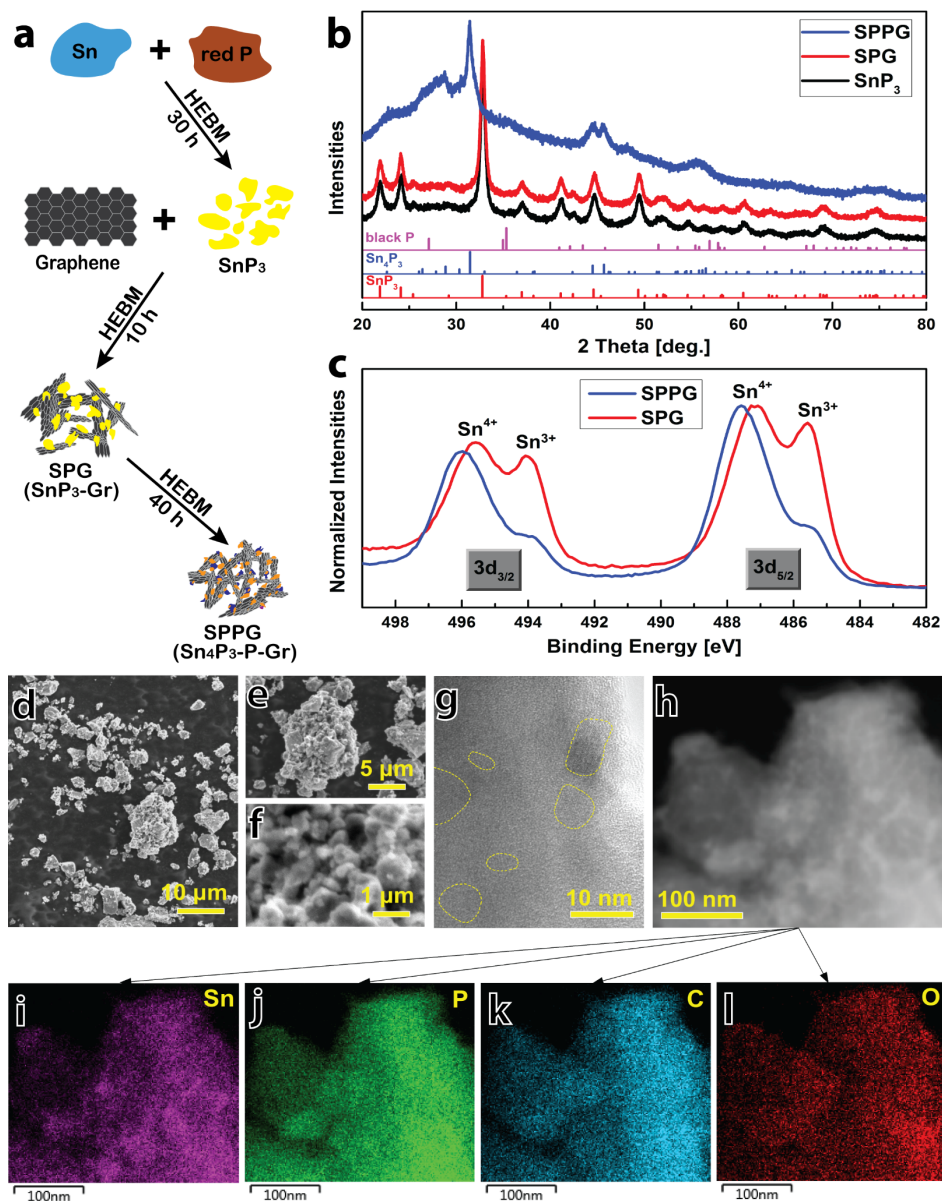 a
Sn + red P
HEBM
30 h
Graphene + SnP₃
HEBM
10 h
SPG
(SnP₃-Gr)
HEBM
40 h
SPPG
(Sn₄P₃-P-Gr)
b
SPPG
SPG
SnP₃
Intensities
black P
Sn₄P₃
SnP₃
20 30 40 50 60 70 80
2 Theta [deg.]
c
SPPG
SPG
Sn⁴⁺
Sn³⁺
Sn⁴⁺
Sn³⁺
Normalized Intensities
3d₃/₂
3d₅/₂
498 496 494 492 490 488 486 484 482
Binding Energy [eV]
d
10 µm
e
5 µm
f
1 µm
g
10 nm
h
100 nm
i
Sn
100nm
j
P
100nm
k
C
100nm
l
O
100nm